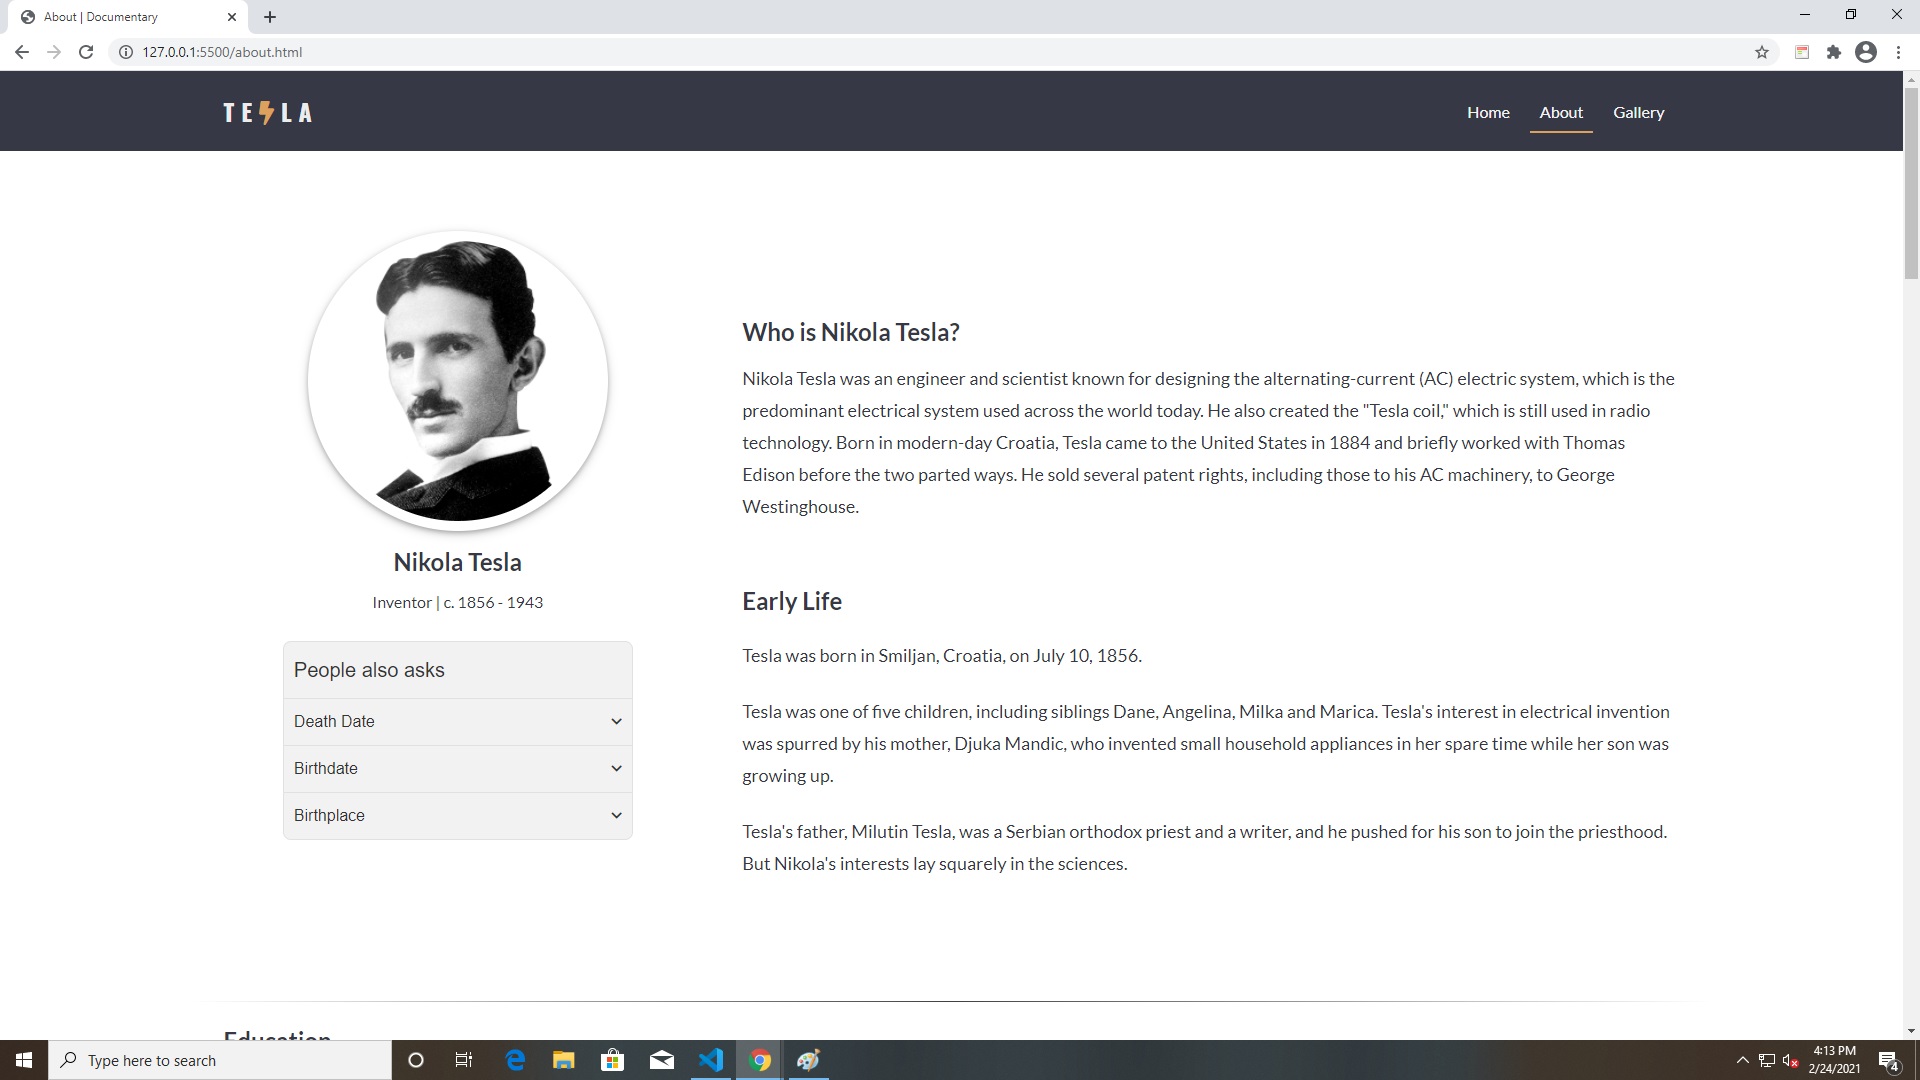 About | Documentary
127.0.0.1:5500/about.html
TE LA
Home
About
Gallery
Nikola Tesla
Inventor | c. 1856 - 1943
People also asks
Death Date
Birthdate
Birthplace
Who is Nikola Tesla?
Nikola Tesla was an engineer and scientist known for designing the alternating-current (AC) electric system, which is the
predominant electrical system used across the world today. He also created the "Tesla coil," which is still used in radio
technology. Born in modern-day Croatia, Tesla came to the United States in 1884 and briefly worked with Thomas
Edison before the two parted ways. He sold several patent rights, including those to his AC machinery, to George
Westinghouse.
Early Life
Tesla was born in Smiljan, Croatia, on July 10, 1856.
Tesla was one of five children, including siblings Dane, Angelina, Milka and Marica. Tesla's interest in electrical invention
was spurred by his mother, Djuka Mandic, who invented small household appliances in her spare time while her son was
growing up.
Tesla's father, Milutin Tesla, was a Serbian orthodox priest and a writer, and he pushed for his son to join the priesthood.
But Nikola's interests lay squarely in the sciences.
Education
Type here to search
4:13 PM
2/24/2021
4